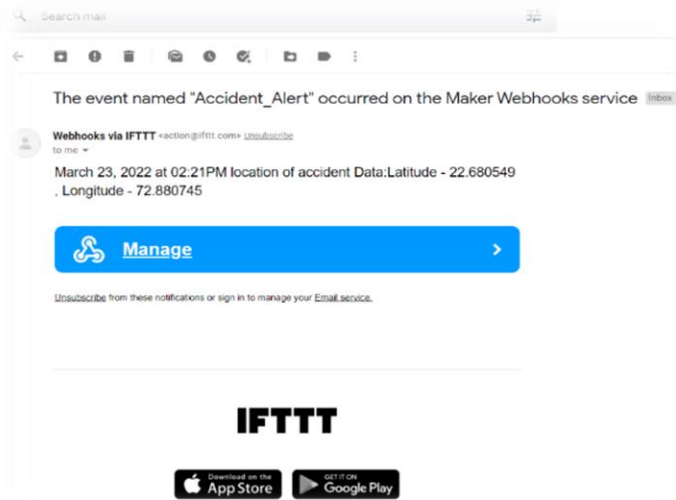 Search mail
The event named "Accident_Alert" occurred on the Maker Webhooks service Inbox
Webhooks via IFTTT <action@ifttt.com> Unsubscribe
to me
March 23, 2022 at 02:21PM location of accident Data:Latitude - 22.680549
, Longitude - 72.880745
Manage
Unsubscribe from these notifications or sign in to manage your Email service.
IFTTT
Download on the
App Store
GET IT ON
Google Play